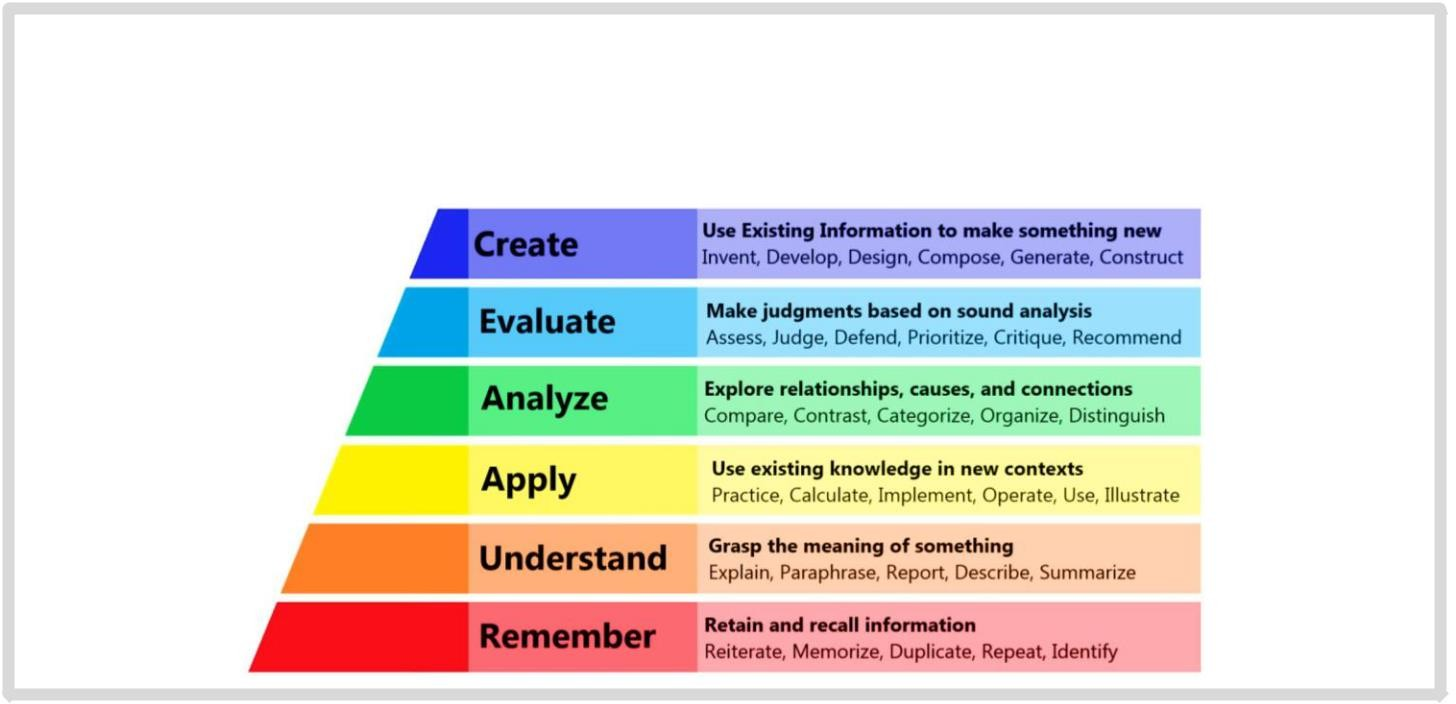 Create
Use Existing Information to make something new
Invent, Develop, Design, Compose, Generate, Construct
Evaluate
Make judgments based on sound analysis
Assess, Judge, Defend, Prioritize, Critique, Recommend
Analyze
Explore relationships, causes, and connections
Compare, Contrast, Categorize, Organize, Distinguish
Apply
Use existing knowledge in new contexts
Practice, Calculate, Implement, Operate, Use, Illustrate
Understand
Grasp the meaning of something
Explain, Paraphrase, Report, Describe, Summarize
Remember
Retain and recall information
Reiterate, Memorize, Duplicate, Repeat, Identify